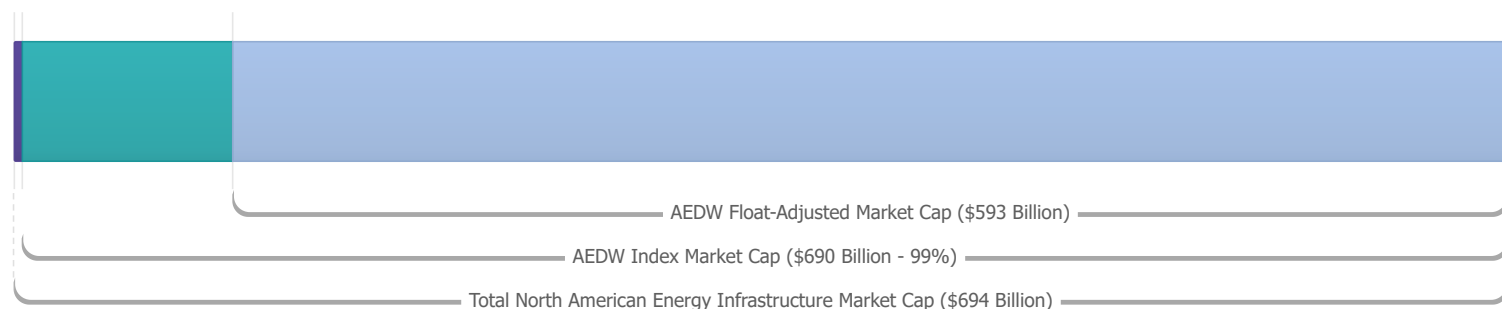 AEDW Float-Adjusted Market Cap ($593 Billion)
AEDW Index Market Cap ($690 Billion - 99%)
Total North American Energy Infrastructure Market Cap ($694 Billion)